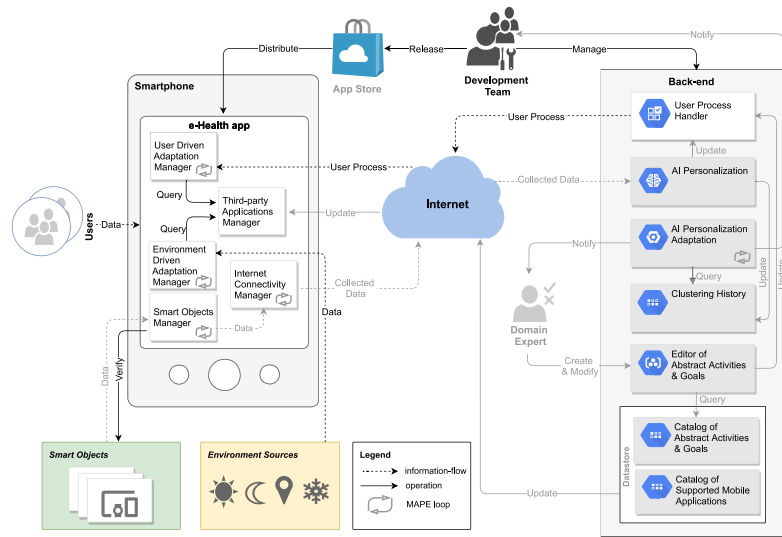 Distribute
App Store
Release
Development
Team
Manage
Notify
Smartphone
e-Health app
User Driven
Adaptation
Manager
Query
Third-party
Applications
Manager
Query
Environment
Driven
Adaptation
Manager
Internet
Connectivity
Manager
Smart Objects
Manager
Data
Users
Data
Data
Verify
User Process
Update
Collected
Data
Data
Internet
User Process
Collected Data
Notify
Domain
Expert
Create
& Modify
Update
Back-end
User Process
Handler
Update
AI Personalization
AI Personalization
Adaptation
Query
Clustering History
Update
Update
Editor of
Abstract Activities
& Goals
Query
Datastore
Catalog of
Abstract Activities
& Goals
Catalog of
Supported Mobile
Applications
Smart Objects
Environment Sources
Legend
information-flow
operation
MAPE loop